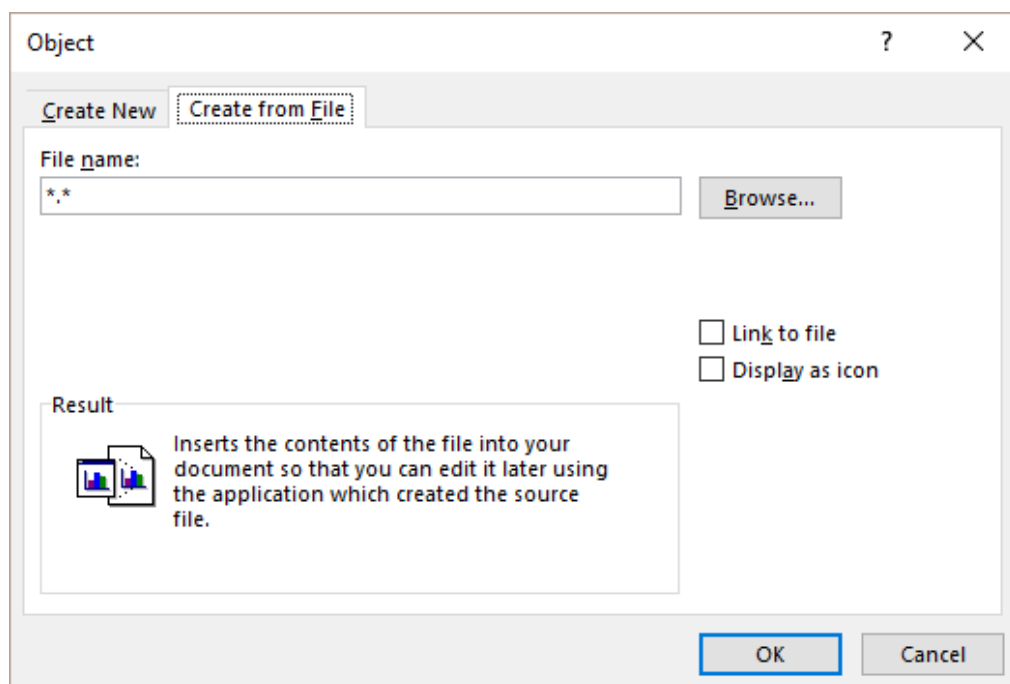 Object ?
Create New Create from File
File name:
*.*
Browse...
Link to file
Display as icon
Result
Inserts the contents of the file into your
document so that you can edit it later using
the application which created the source
file.
OK Cancel